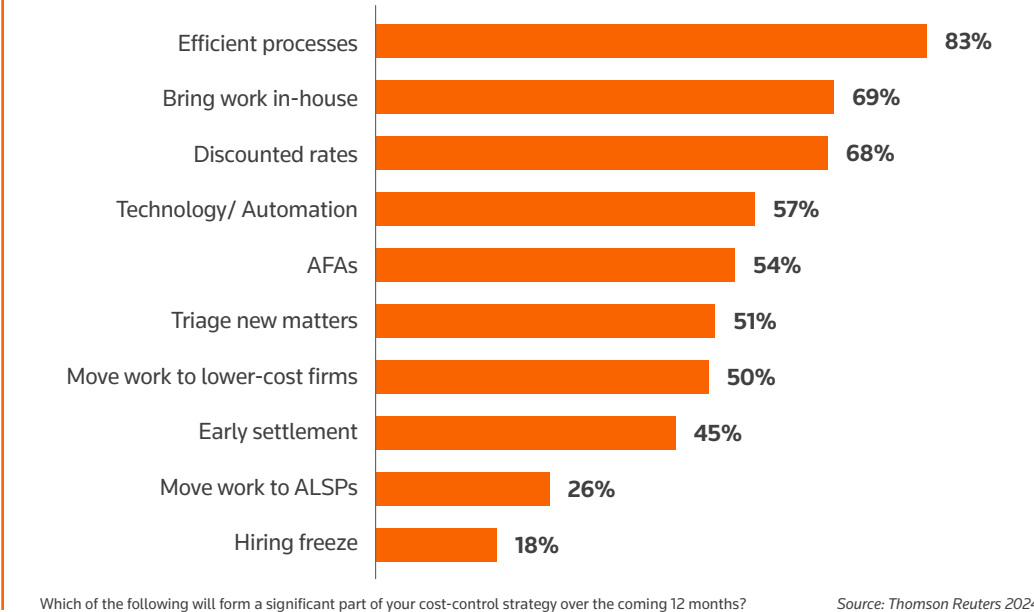 Efficient processes 83%
Bring work in-house 69%
Discounted rates 68%
Technology/ Automation 57%
AFAs 54%
Triage new matters 51%
Move work to lower-cost firms 50%
Early settlement 45%
Move work to ALSPs 26%
Hiring freeze 18%
Which of the following will form a significant part of your cost-control strategy over the coming 12 months? Source: Thomson Reuters 2024